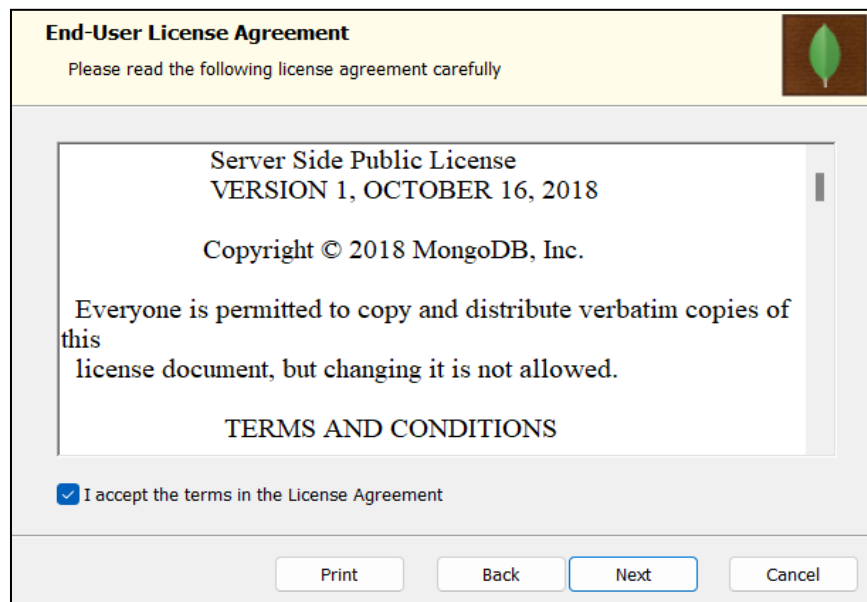 End-User License Agreement
Please read the following license agreement carefully
Server Side Public License
VERSION 1, OCTOBER 16, 2018
Copyright © 2018 MongoDB, Inc.
Everyone is permitted to copy and distribute verbatim copies of
this
license document, but changing it is not allowed.
TERMS AND CONDITIONS
I accept the terms in the License Agreement
Print Back Next Cancel